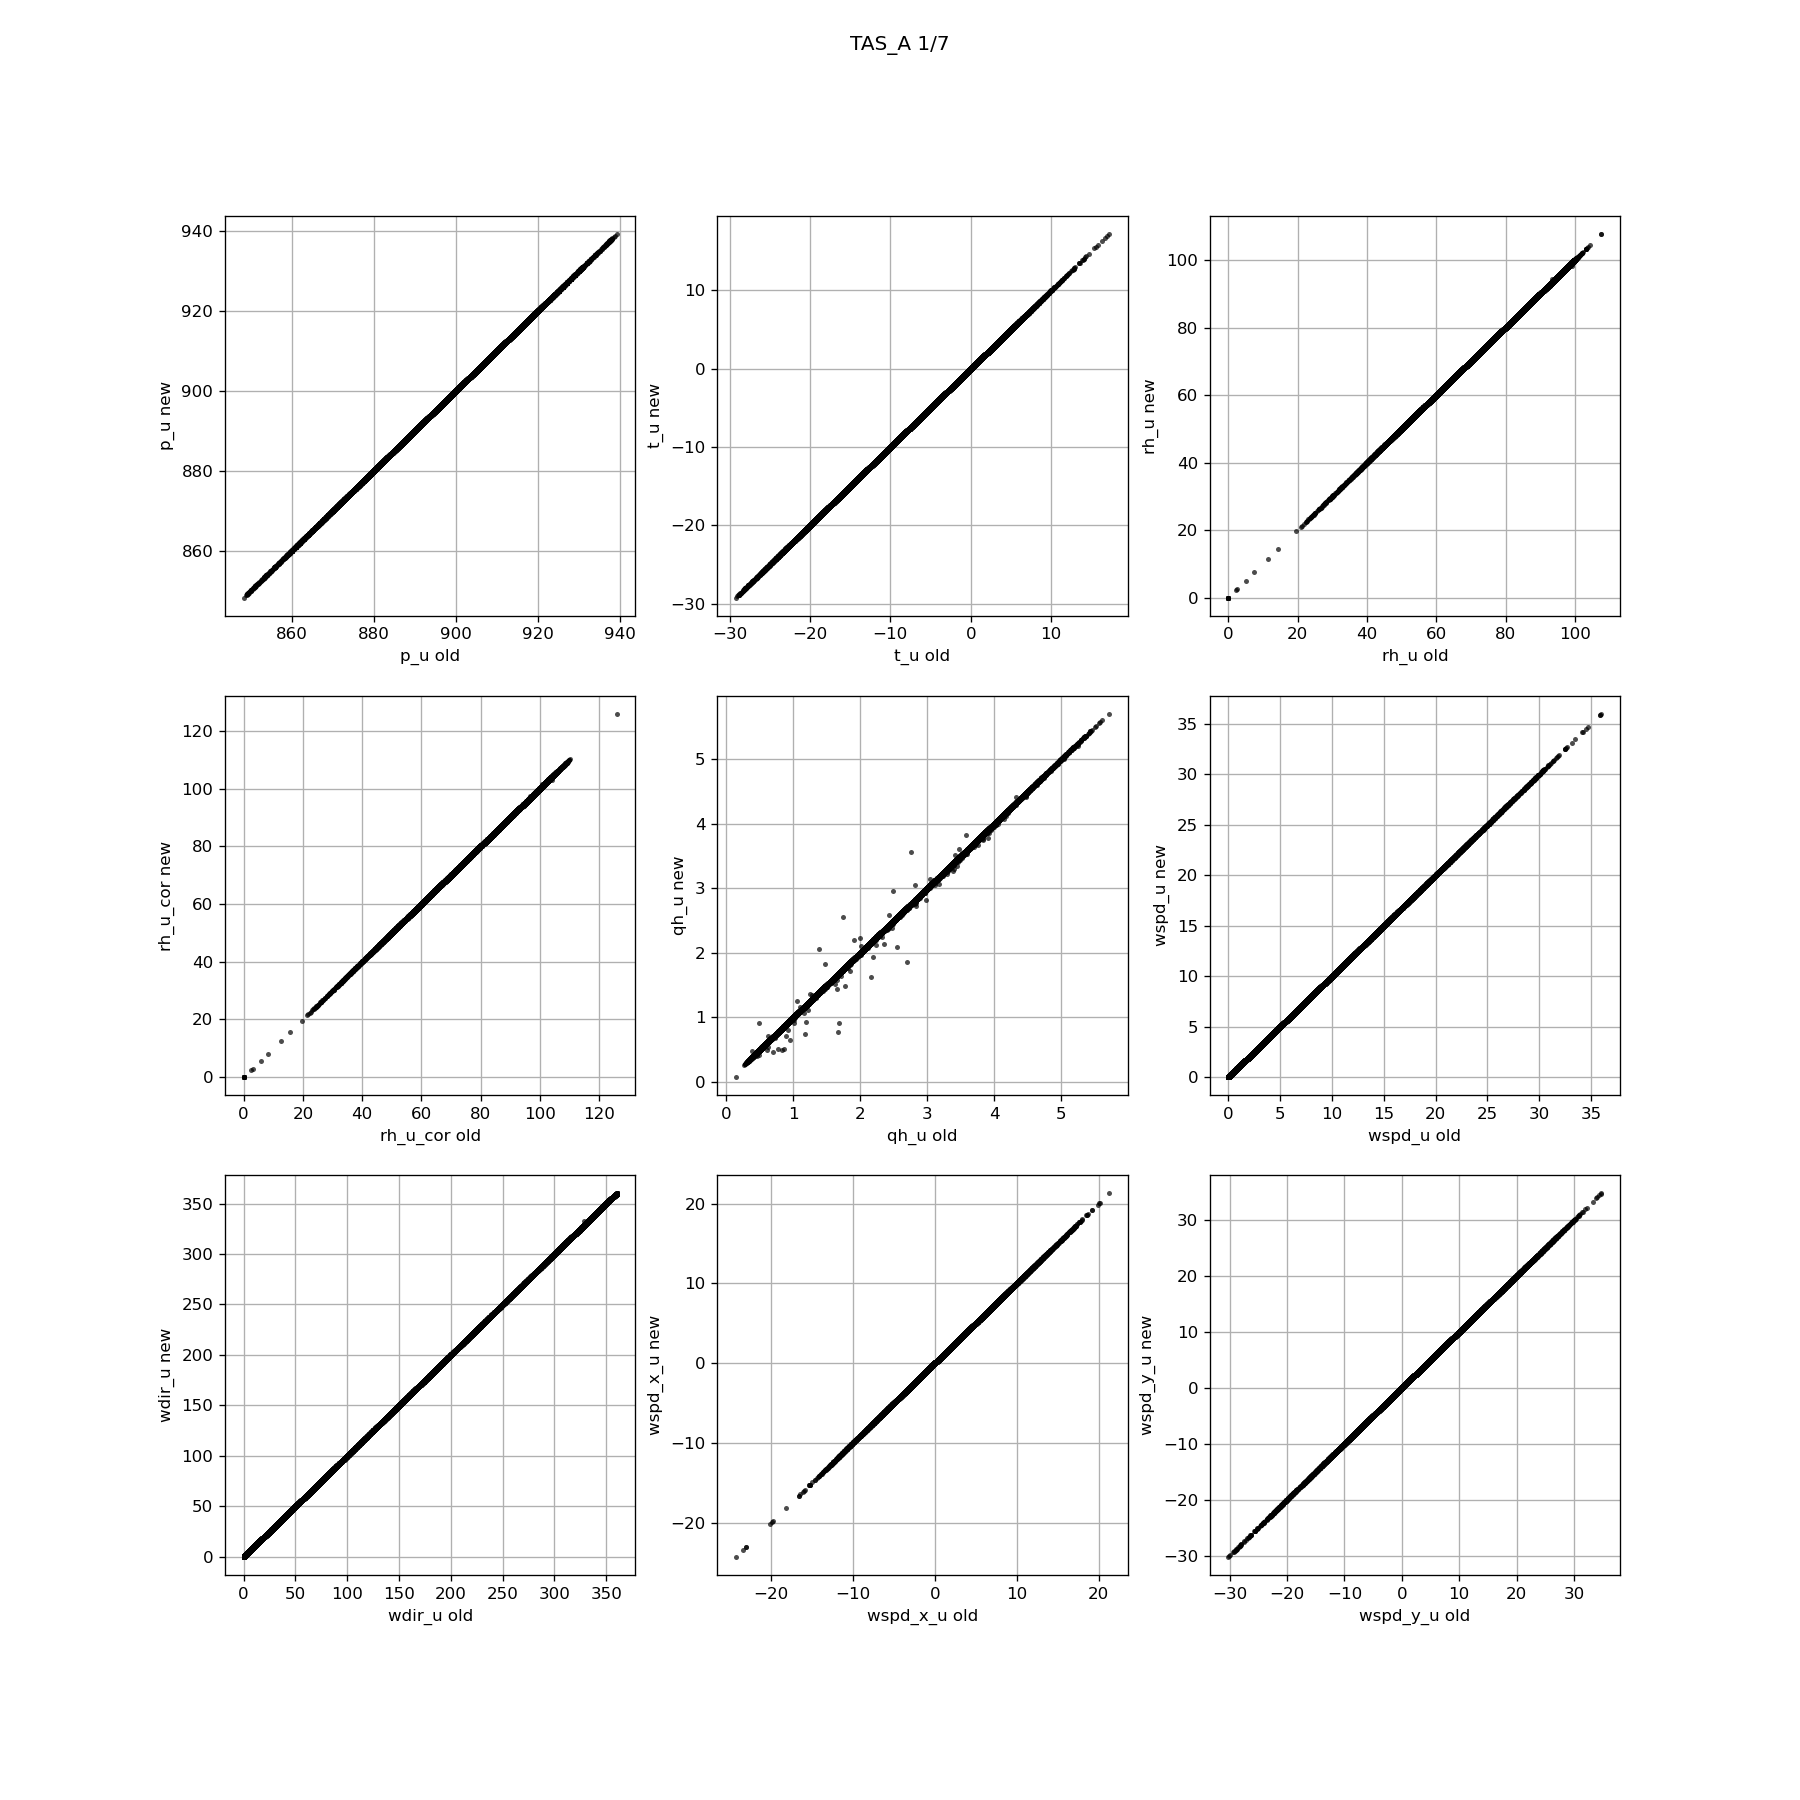 TAS_A 1/7
940
920
900
880
860
p_u new
860 880 900 920 940
p_u old
10
0
−10
−20
−30
t_u new
−30 −20 −10 0 10
t_u old
100
80
60
40
20
0
rh_u new
0 20 40 60 80 100
rh_u old
120
100
80
60
40
20
0
rh_u_cor new
0 20 40 60 80 100 120
rh_u_cor old
5
4
3
2
1
0
qh_u new
0 1 2 3 4 5
qh_u old
35
30
25
20
15
10
5
0
wspd_u new
0 5 10 15 20 25 30 35
wspd_u old
350
300
250
200
150
100
50
0
wdir_u new
0 50 100 150 200 250 300 350
wdir_u old
20
10
0
−10
−20
wspd_x_u new
−20 −10 0 10 20
wspd_x_u old
30
20
10
0
−10
−20
−30
wspd_y_u new
−30 −20 −10 0 10 20 30
wspd_y_u old